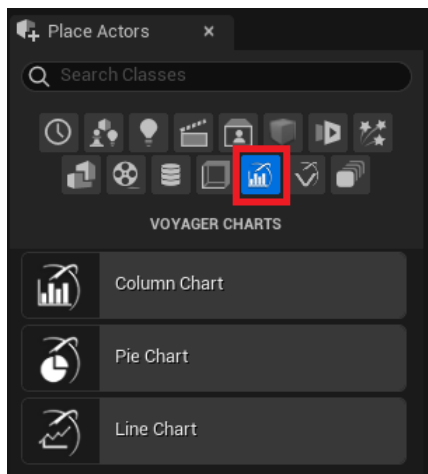 Place Actors
Search Classes
VOYAGER CHARTS
Column Chart
Pie Chart
Line Chart